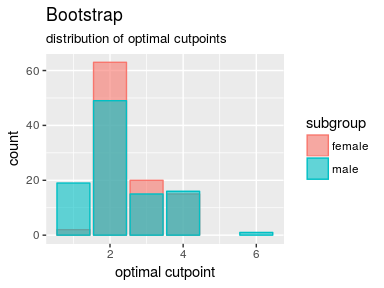 Bootstrap
distribution of optimal cutpoints
60
40
20
0
count
2 4 6
optimal cutpoint
subgroup
female
male